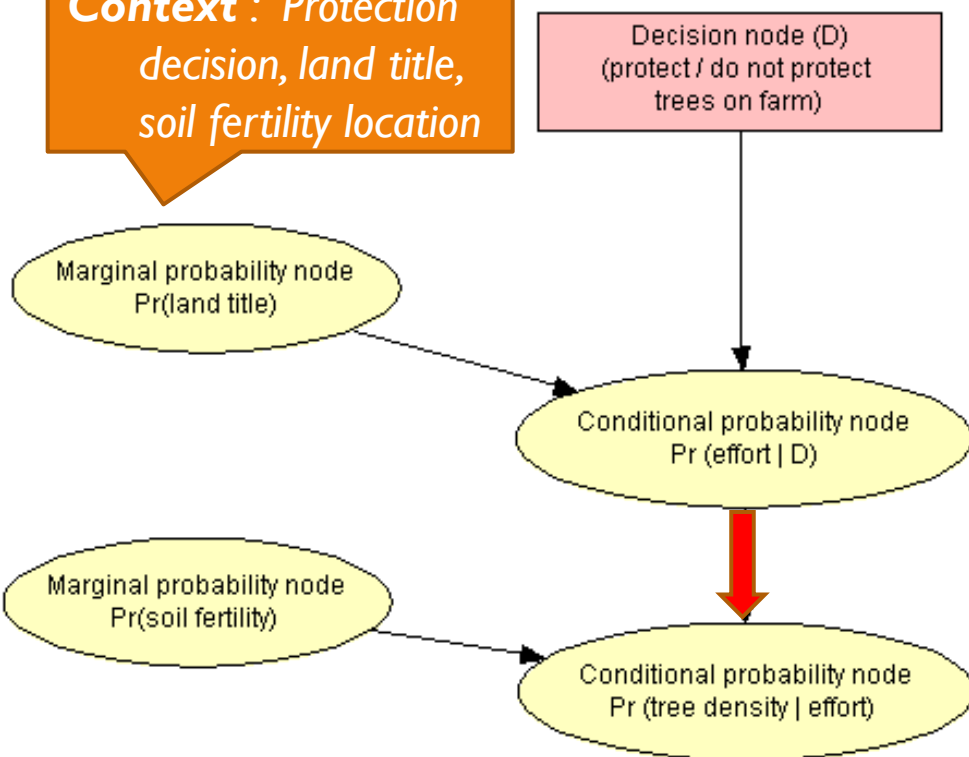 Context : Protection
decision, land title,
soil fertility location
Decision node (D)
(protect / do not protect
trees on farm)
Marginal probability node
Pr(land title)
Conditional probability node
Pr (effort | D)
Marginal probability node
Pr(soil fertility)
Conditional probability node
Pr (tree density | effort)